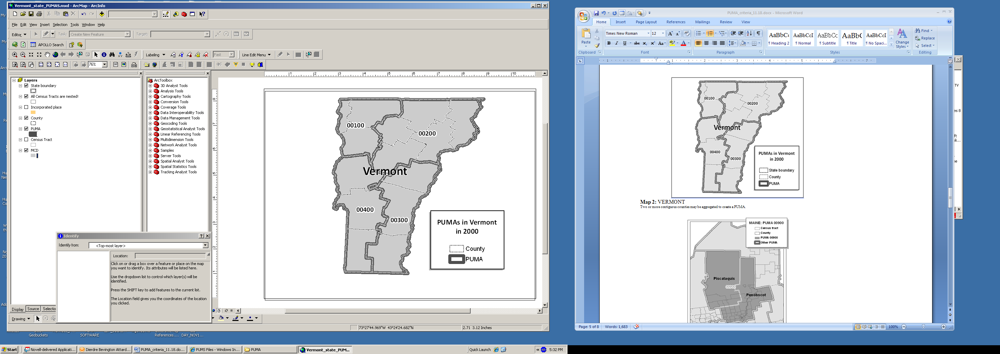 Vermont_state_PUMAS.mxd - ArcMap - ArcInfo
File Edit View Insert Selection Tools Window Help
Editor Task: Create New Feature Target:
APOLLO Search
Labeling Fast Line Edit Menu
76%
Layers
State boundary
All Census Tracts are nested!
Incorporated place
County
PUMA
Census Tract
MCD
Display Source Selectio
Drawing
ArcToolbox
3D Analyst Tools
Analysis Tools
Cartography Tools
Conversion Tools
Coverage Tools
Data Interoperability Tools
Data Management Tools
Geocoding Tools
Geostatistical Analyst Tools
Linear Referencing Tools
Multidimension Tools
Network Analyst Tools
Samples
Server Tools
Spatial Analyst Tools
Spatial Statistics Tools
Tracking Analyst Tools
Identify
Identify from: <Top-most layer>
Location:
Click on or drag a box over a feature or place on the map
you want to identify. Its attributes will be listed here.
Use the dropdown list to control which layer(s) will be
identified.
Press the SHIFT key to add features to the current list.
The Location field gives you the coordinates of the location
you clicked.
1 2 3 4 5 6 7 8 9 10
00100
00200
Vermont
00400
00300
PUMAs in Vermont
in 2000
County
PUMA
73°27'44.969"W 43°24'24.682"N 2.71 3.12 Inches
Geobuckets SOFTWARE References.... DAY_NOV1...
PUMA_criteria_11.18.docx - Microsoft Word
Home Insert Page Layout References Mailings Review View
Paste
Clipboard
Times New Roman 12
Font
Paragraph
AaBbCc AaBbCcI AaBbCc AaBbC AaBbCcI
¶ Heading 2 ¶ Normal ¶ Subtitle ¶ Title ¶ No Spaci...
Change
Styles
Styles
Find
Replace
Select
Editing
00100
00200
Vermont
00400
00300
PUMAs in Vermont
in 2000
State boundary
County
PUMA
Map 2: VERMONT
Two or more contiguous counties may be aggregated to create a PUMA.
MAINE: PUMA 00900
Census tract
County
PUMA 00900
Other PUMA
Piscataquis
00900
Penobscot
Page: 5 of 8 Words: 1,683 100%
Start Novell-delivered Applicati... Dierdre Bevington Attard... PUMA_criteria_11.18.do... PUMS Files - Windows In... PUMA Vermont_state_PUM... Quick Launch 5:32 PM